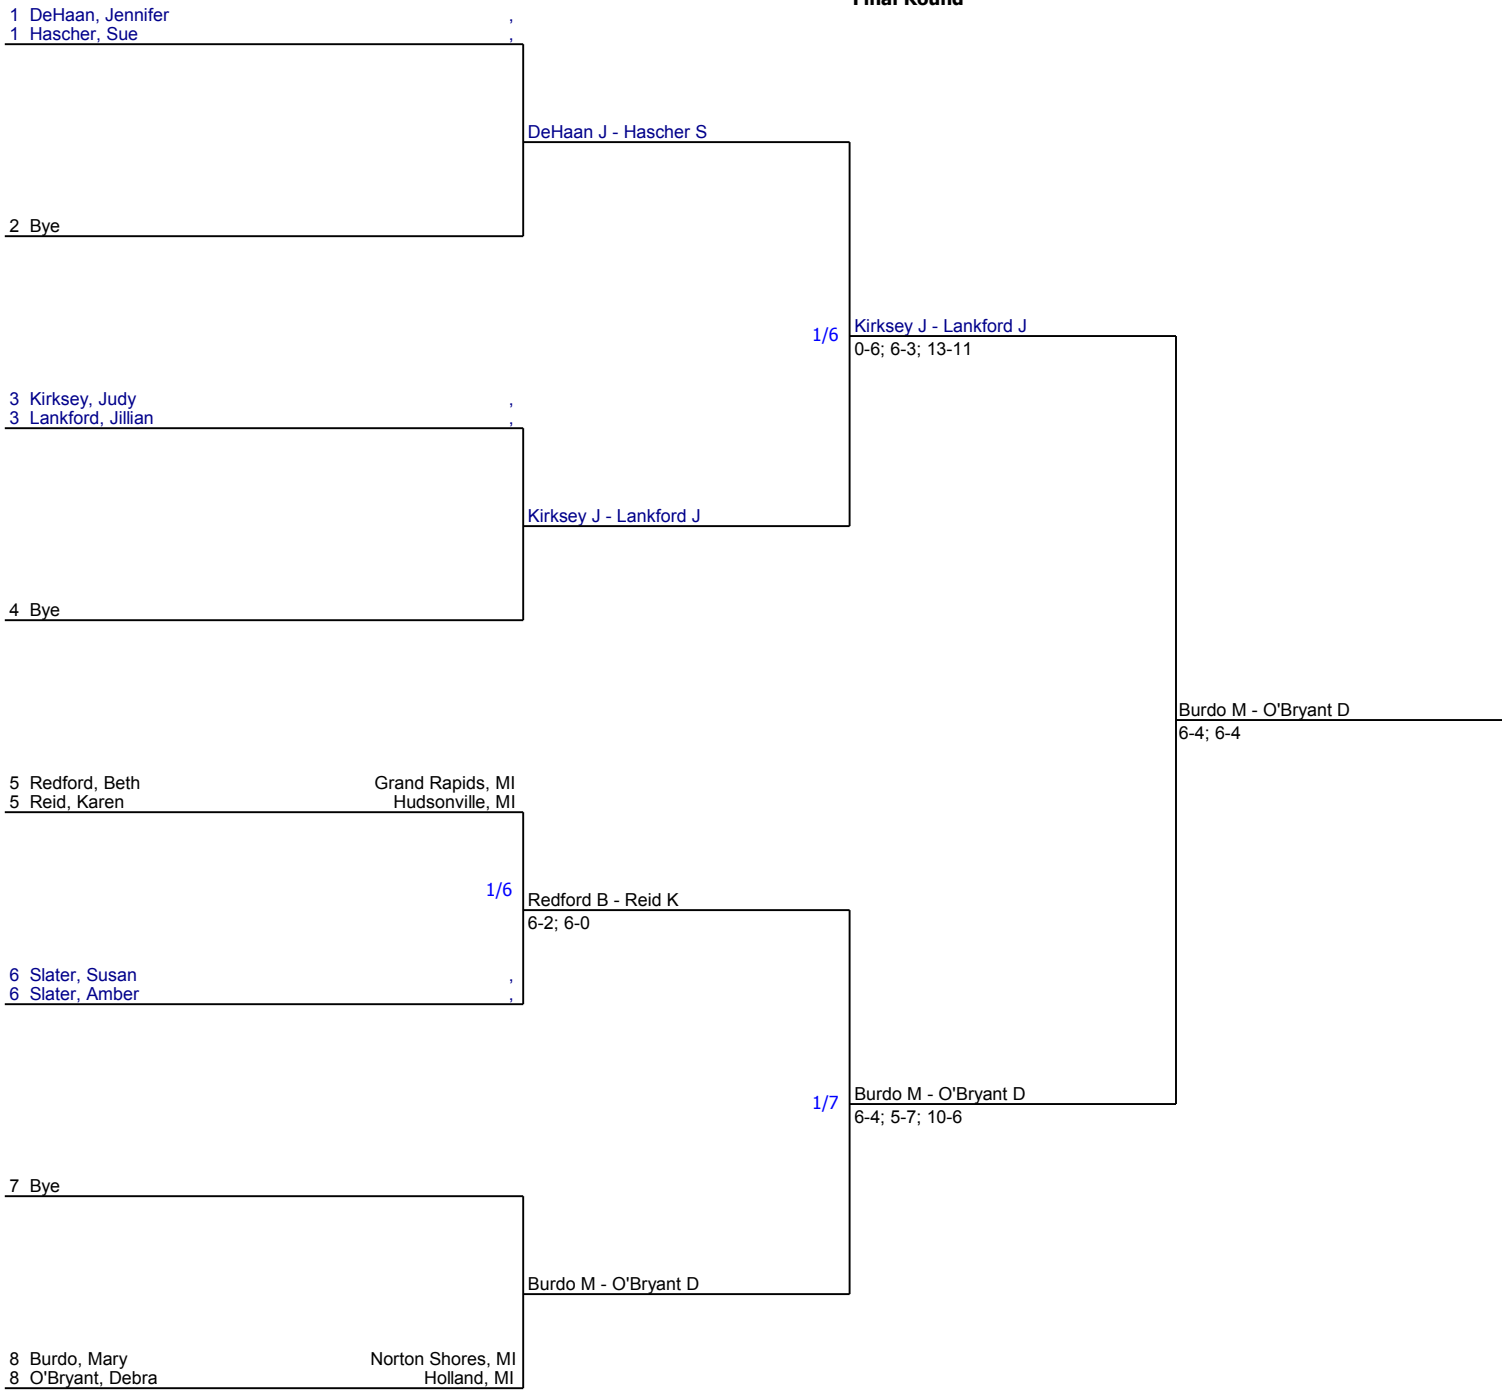 Final Round
1 DeHaan, Jennifer ,
1 Hascher, Sue ,
DeHaan J - Hascher S
2 Bye
1/6
Kirksey J - Lankford J
0-6; 6-3; 13-11
3 Kirksey, Judy ,
3 Lankford, Jillian ,
Kirksey J - Lankford J
4 Bye
Burdo M - O'Bryant D
6-4; 6-4
5 Redford, Beth Grand Rapids, MI
5 Reid, Karen Hudsonville, MI
1/6
Redford B - Reid K
6-2; 6-0
6 Slater, Susan ,
6 Slater, Amber ,
1/7
Burdo M - O'Bryant D
6-4; 5-7; 10-6
7 Bye
Burdo M - O'Bryant D
8 Burdo, Mary Norton Shores, MI
8 O'Bryant, Debra Holland, MI